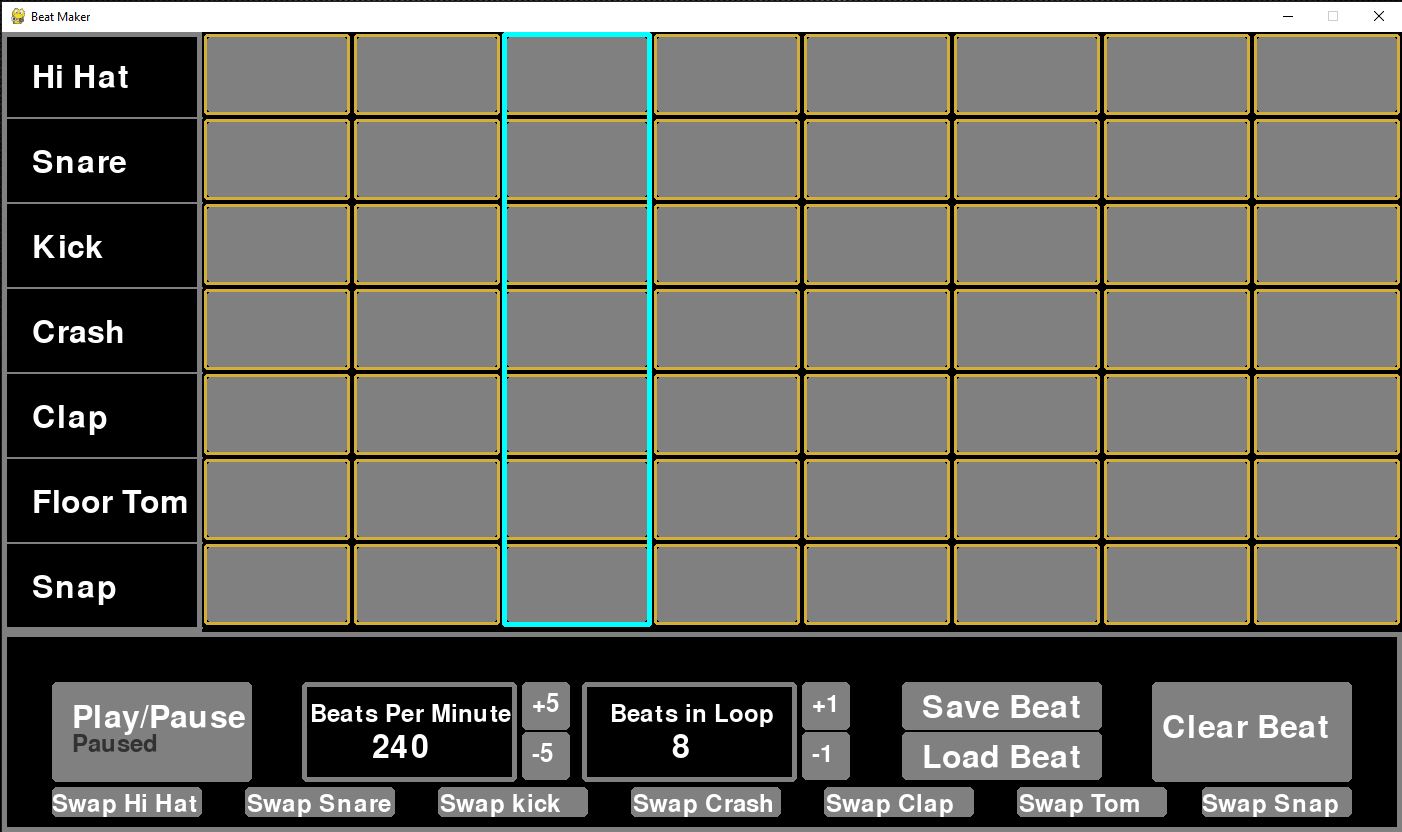 Beat Maker
Hi Hat
Snare
Kick
Crash
Clap
Floor Tom
Snap
Play/Pause
Paused
Beats Per Minute
240
+5
-5
Beats in Loop
8
+1
-1
Save Beat
Load Beat
Clear Beat
Swap Hi Hat
Swap Snare
Swap kick
Swap Crash
Swap Clap
Swap Tom
Swap Snap